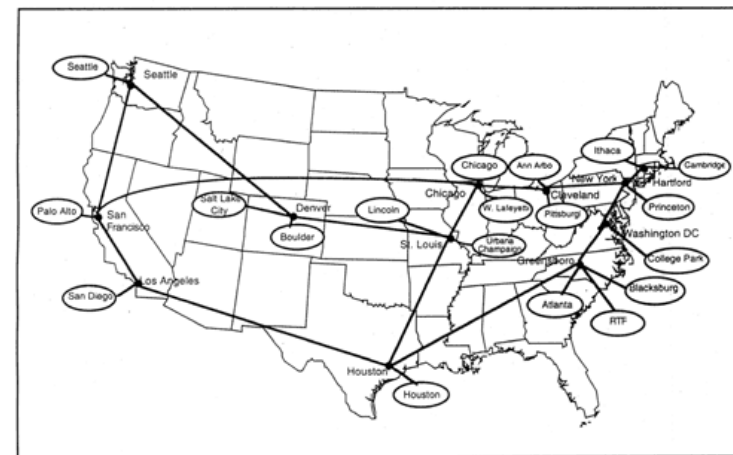 Seattle
Seattle
Ithaca
Cambridge
Chicago
Ann Arbo
New York
Hartford
Chicago
Cleveland
W. Lafeyette
Pittsburgl
Princeton
Salt Lake
City
Denver
Lincoln
Palo Alto
San
Francisco
Boulder
St. Louis
Urbana
Champaign
Washington DC
Greensboro
College Park
Los Angeles
San Diego
Blacksburg
Atlanta
RTF
Houston
Houston